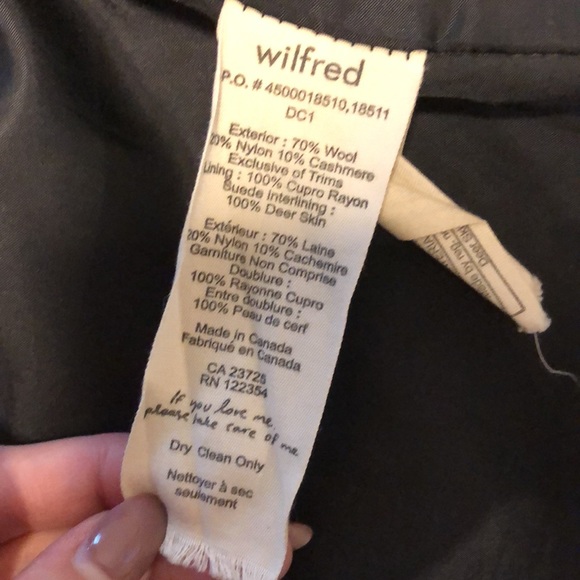 wilfred
P.O. # 4500018510,18511
DC1
Exterior : 70% Wool
20% Nylon 10% Cashmere
Exclusive of Trims
Lining : 100% Cupro Rayon
Suede Interlining :
100% Deer Skin
Extérieur : 70% Laine
20% Nylon 10% Cachemire
Garniture Non Comprise
Doublure :
100% Rayonne Cupro
Entre doublure :
100% Peau de cerf
Made in Canada
Fabriqué en Canada
CA 23725
RN 122354
If you love me
please take care of me
Dry Clean Only
Nettoyer à sec
seulement